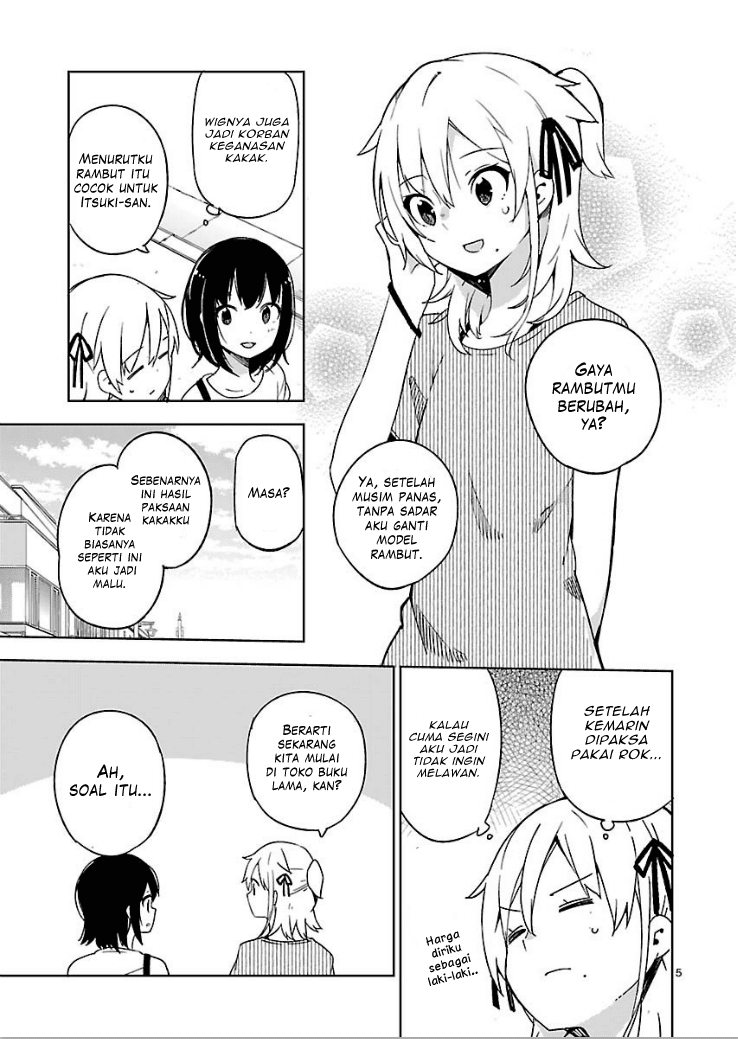 GAYA
RAMBUTMU
BERUBAH,
YA?
YA, SETELAH
MUSIM PANAS,
TANPA SADAR
AKU GANTI
MODEL
RAMBUT.
WIGNYA JUGA
JADI KORBAN
KEGANASAN
KAKAK.
MENURUTKU
RAMBUT ITU
COCOK UNTUK
ITSUKI-SAN.
MASA?
SEBENARNYA
INI HASIL
PAKSAAN
KAKAKKU
KARENA
TIDAK
BIASANYA
SEPERTI INI
AKU JADI
MALU.
SETELAH
KEMARIN
DIPAKSA
PAKAI ROK...
KALAU
CUMA SEGINI
AKU JADI
TIDAK INGIN
MELAWAN.
Harga
diriku
sebagai
laki-laki..
BERARTI
SEKARANG
KITA MULAI
DI TOKO BUKU
LAMA, KAN?
AH,
SOAL ITU...
5